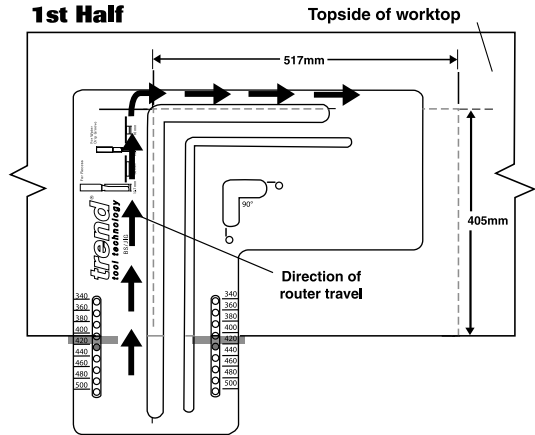 1st Half
Topside of worktop
517mm
405mm
90°
trend®
tool technology
Direction of
router travel
340
360
380
400
420
440
460
480
500
340
360
380
400
420
440
460
480
500